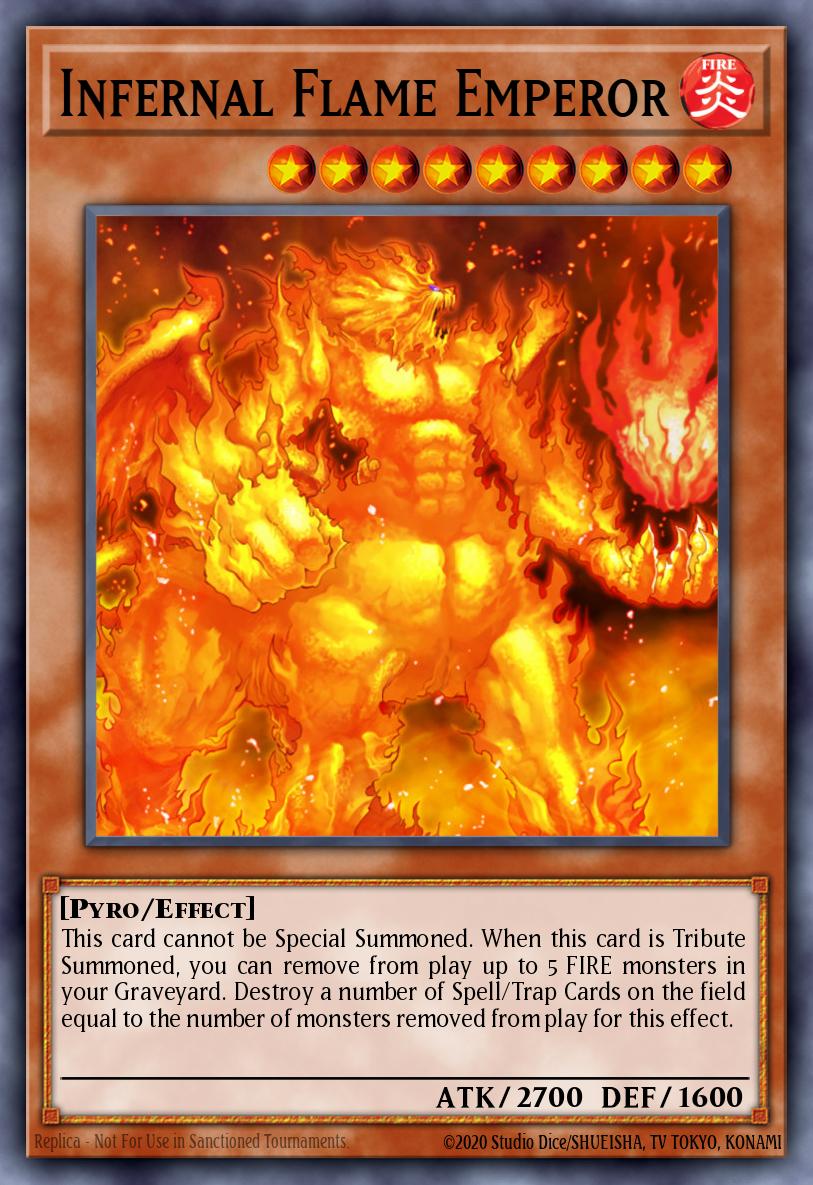 Infernal Flame Emperor
FIRE
炎
[Pyro/Effect]
This card cannot be Special Summoned. When this card is Tribute
Summoned, you can remove from play up to 5 FIRE monsters in
your Graveyard. Destroy a number of Spell/Trap Cards on the field
equal to the number of monsters removed from play for this effect.
ATK/2700 DEF/1600
Replica - Not For Use in Sanctioned Tournaments.
©2020 Studio Dice/SHUEISHA, TV TOKYO, KONAMI